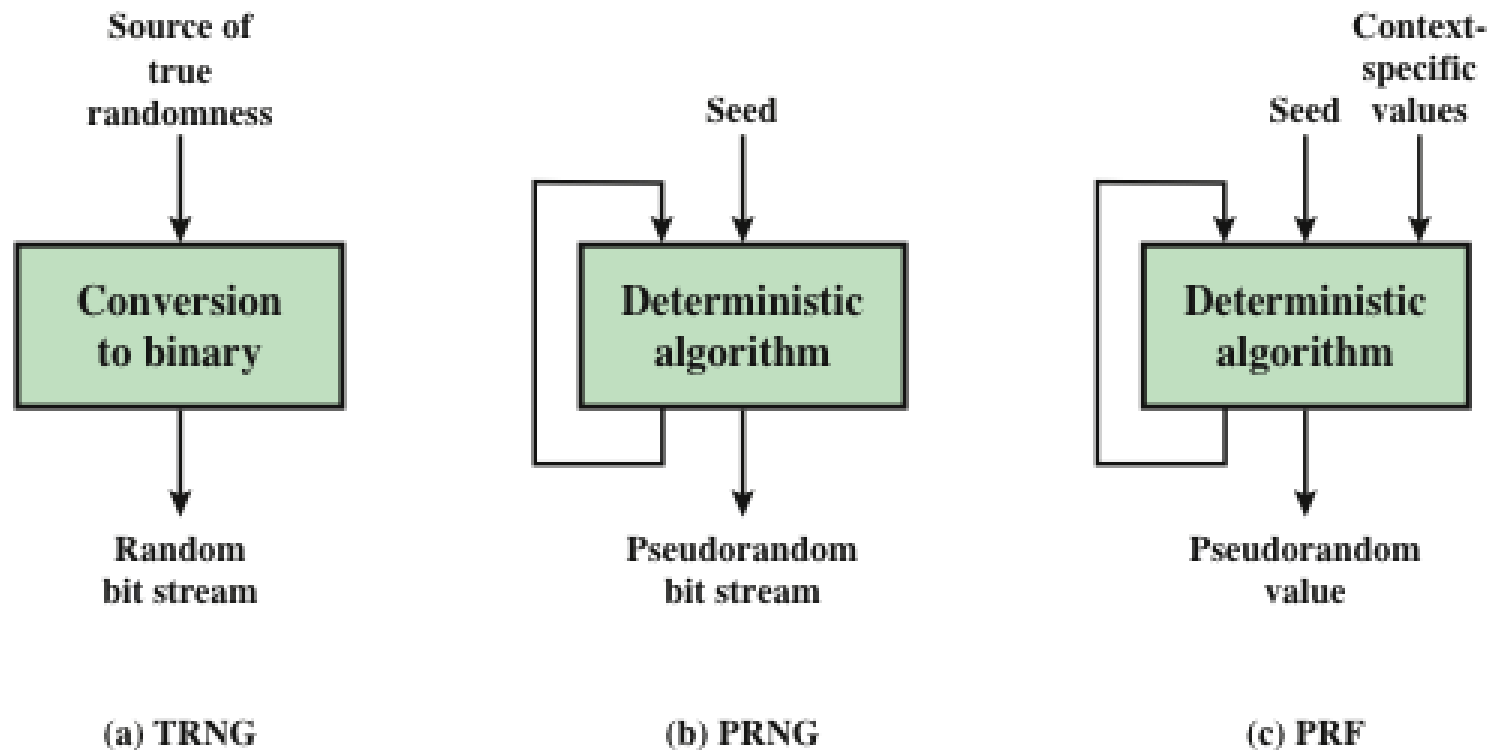 Source of
true
randomness
Conversion
to binary
Random
bit stream
(a) TRNG
Seed
Deterministic
algorithm
Pseudorandom
bit stream
(b) PRNG
Seed
Context-
specific
values
Deterministic
algorithm
Pseudorandom
value
(c) PRF